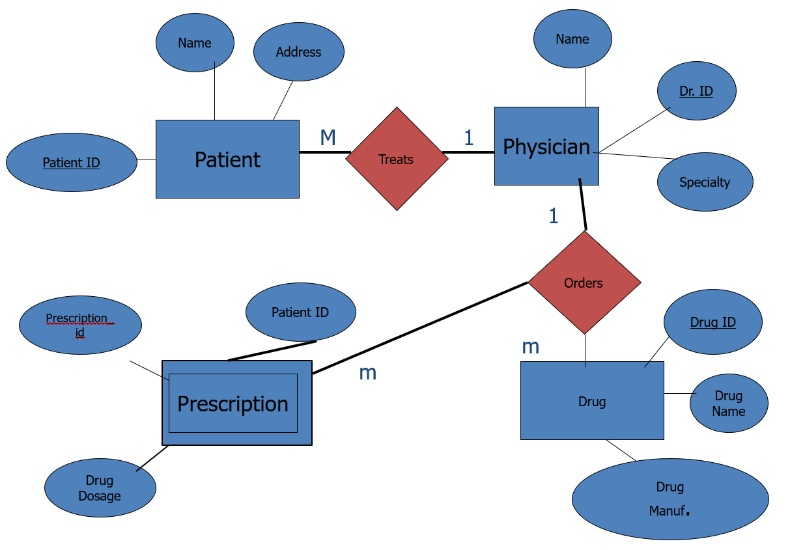 Name
Address
Name
Dr. ID
Patient ID
Patient
M
Treats
1
Physician
Specialty
1
Orders
Prescription_
id
Patient ID
Drug ID
m
m
Prescription
Drug
Drug
Name
Drug
Dosage
Drug
Manuf.